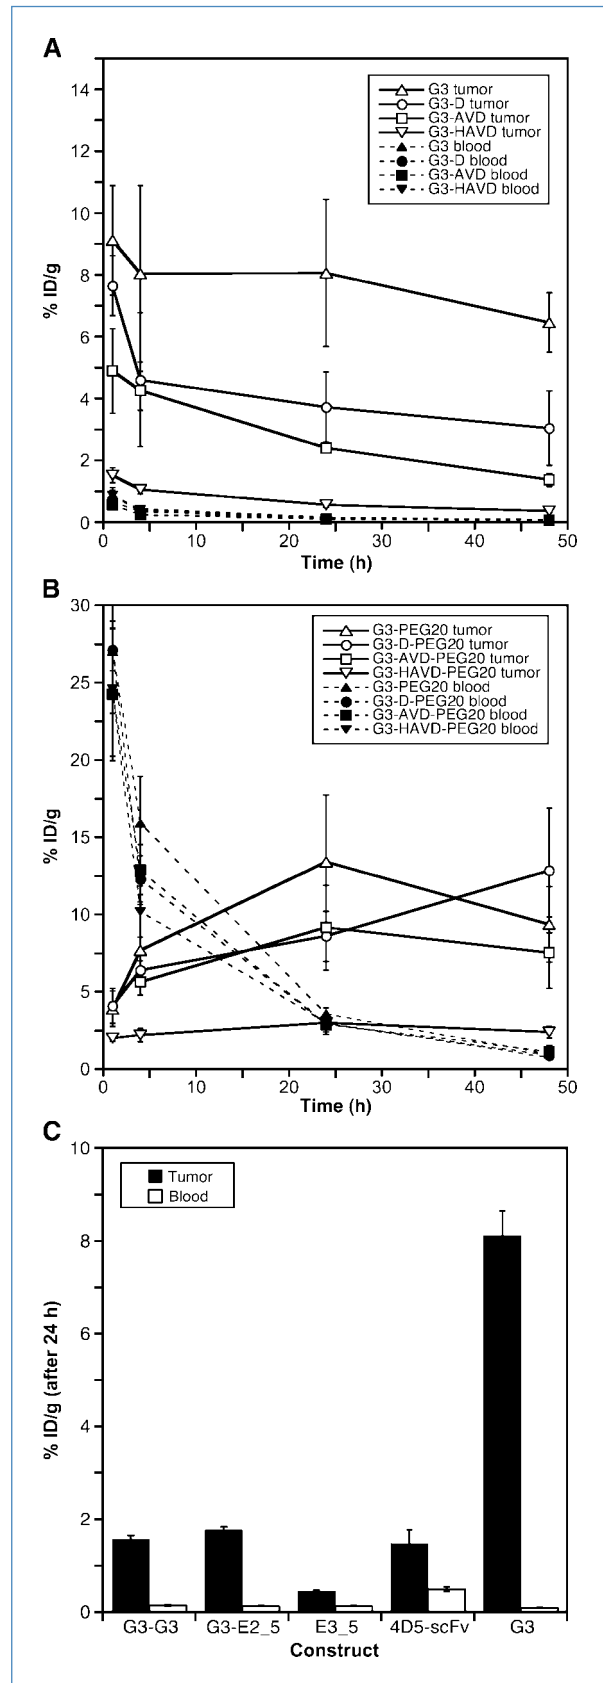 A
14
12
10
8
6
4
2
0
% ID/g
G3 tumor
G3-D tumor
G3-AVD tumor
G3-HAVD tumor
G3 blood
G3-D blood
G3-AVD blood
G3-HAVD blood
0 10 20 30 40 50
Time (h)
B
30
25
20
15
10
5
0
% ID/g
G3-PEG20 tumor
G3-D-PEG20 tumor
G3-AVD-PEG20 tumor
G3-HAVD-PEG20 tumor
G3-PEG20 blood
G3-D-PEG20 blood
G3-AVD-PEG20 blood
G3-HAVD-PEG20 blood
0 10 20 30 40 50
Time (h)
C
10
8
6
4
2
0
% ID/g (after 24 h)
Tumor
Blood
G3-G3 G3-E2_5 E3_5 4D5-scFv G3
Construct